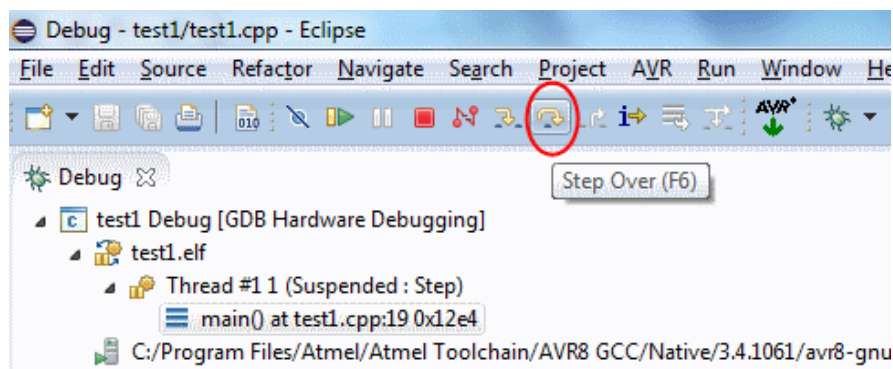 Debug - test1/test1.cpp - Eclipse
File Edit Source Refactor Navigate Search Project AVR Run Window He
010 i AVR
Debug
Step Over (F6)
c test1 Debug [GDB Hardware Debugging]
test1.elf
Thread #1 1 (Suspended : Step)
main() at test1.cpp:19 0x12e4
C:/Program Files/Atmel/Atmel Toolchain/AVR8 GCC/Native/3.4.1061/avr8-gnu